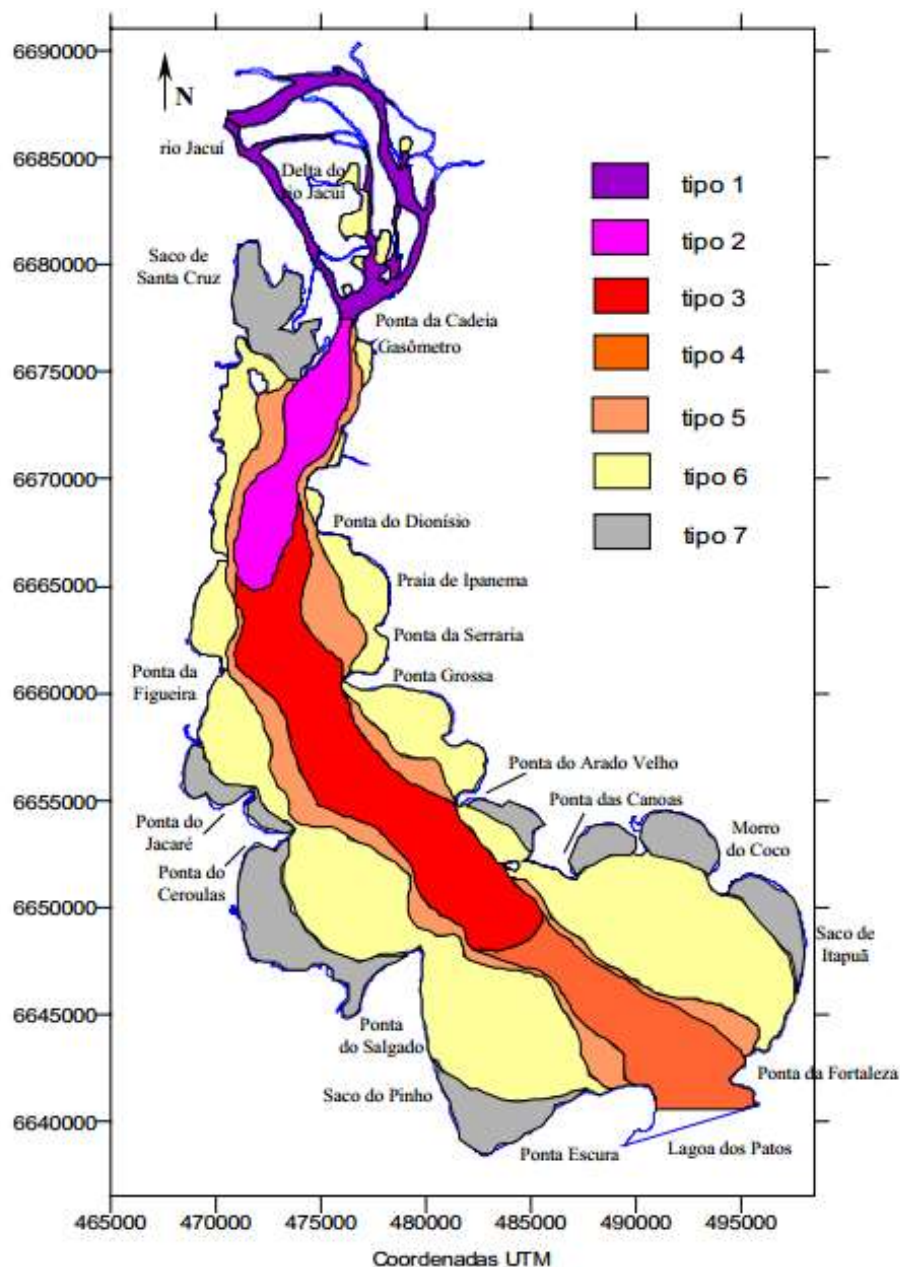 6690000
N
rio Jacuí
6685000
Delta do
rio Jacuí
tipo 1
tipo 2
Saco de
Santa Cruz
6680000
tipo 3
Ponta da Cadeia
Gasômetro
tipo 4
6675000
tipo 5
tipo 6
6670000
Ponta do Dionísio
tipo 7
6665000
Praia de Ipanema
Ponta da Serraria
Ponta da
Figueira
Ponta Grossa
6660000
Ponta do Arado Velho
6655000
Ponta das Canoas
Ponta do
Jacaré
Morro
do Coco
Ponta do
Ceroulas
6650000
Saco de
Itapuã
6645000
Ponta
do Salgado
Ponta da Fortaleza
Saco do Pinho
6640000
Ponta Escura
Lagoa dos Patos
465000 470000 475000 480000 485000 490000 495000
Coordenadas UTM